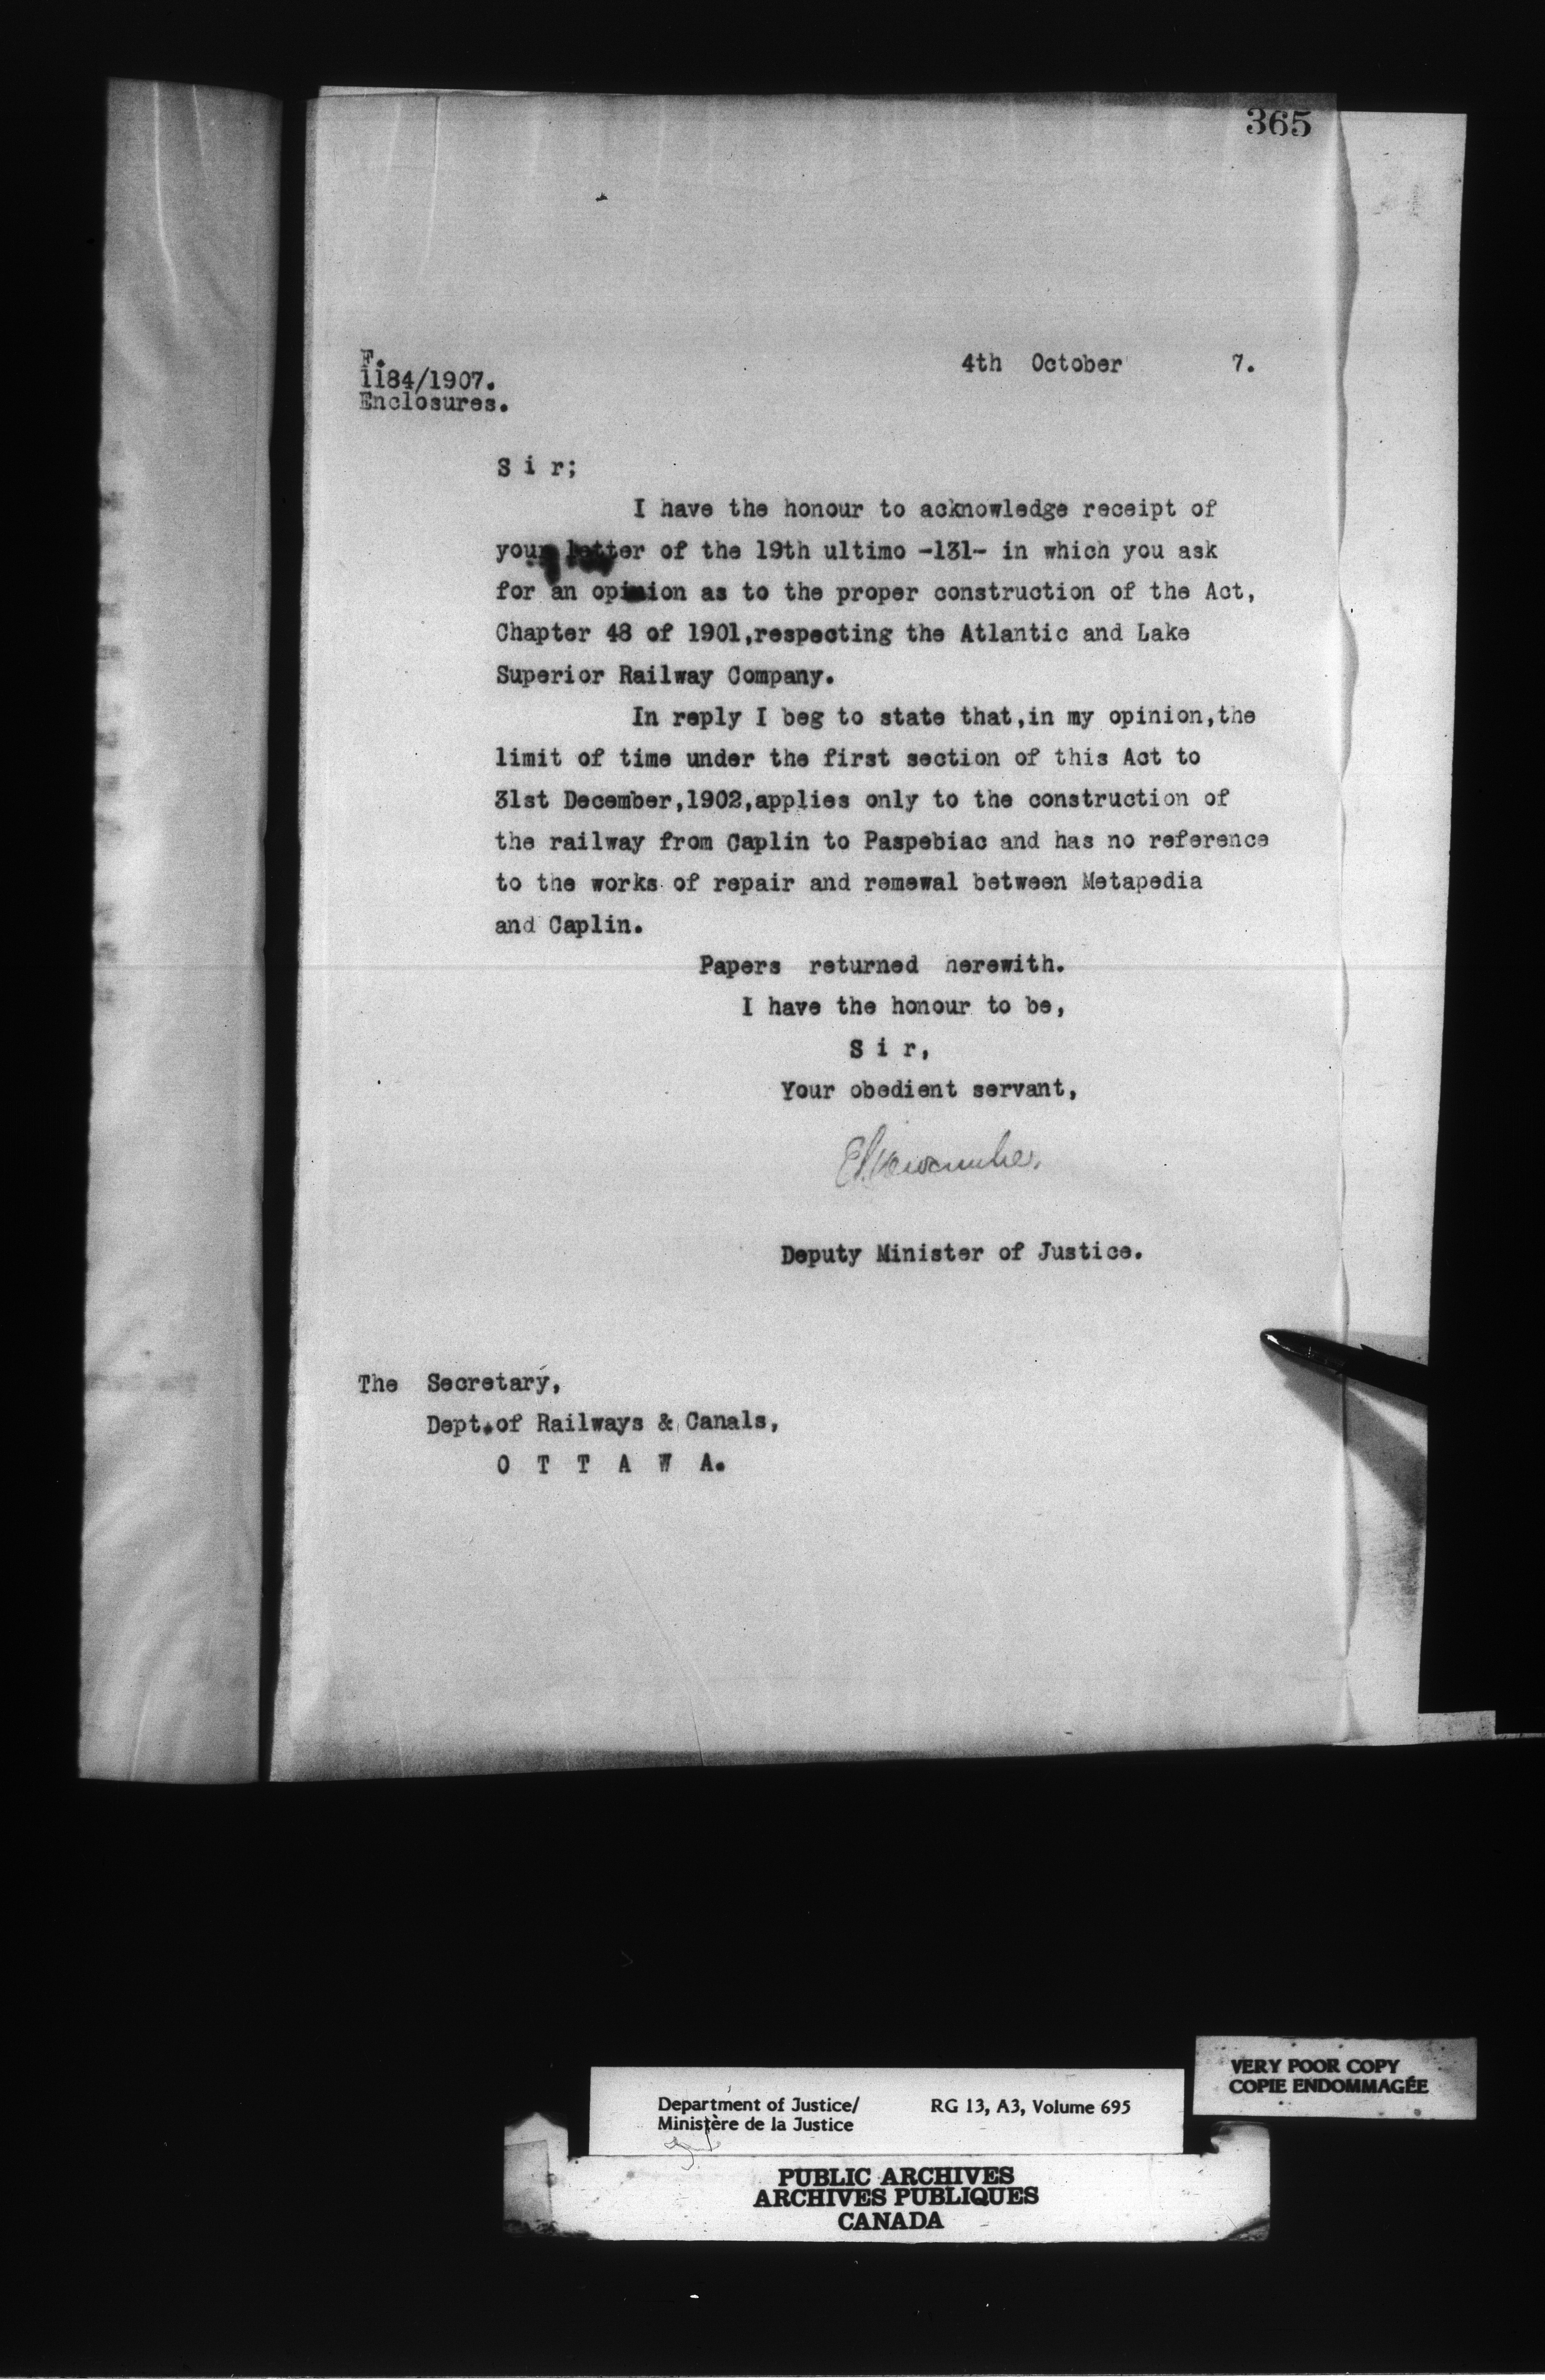 365
F.
1184/1907.
Enclosures.
4th October 7.
S i r;
I have the honour to acknowledge receipt of
your letter of the 19th ultimo -131- in which you ask
for an opinion as to the proper construction of the Act,
Chapter 48 of 1901,respecting the Atlantic and Lake
Superior Railway Company.
In reply I beg to state that,in my opinion,the
limit of time under the first section of this Act to
31st December,1902,applies only to the construction of
the railway from Caplin to Paspebiac and has no reference
to the works of repair and remewal between Metapedia
and Caplin.
Papers returned herewith.
I have the honour to be,
S i r,
Your obedient servant,
Deputy Minister of Justice.
The Secretary,
Dept.of Railways & Canals,
O T T A W A.
VERY POOR COPY
COPIE ENDOMMAGÉE
Department of Justice/ RG 13, A3, Volume 695
Ministère de la Justice
PUBLIC ARCHIVES
ARCHIVES PUBLIQUES
CANADA